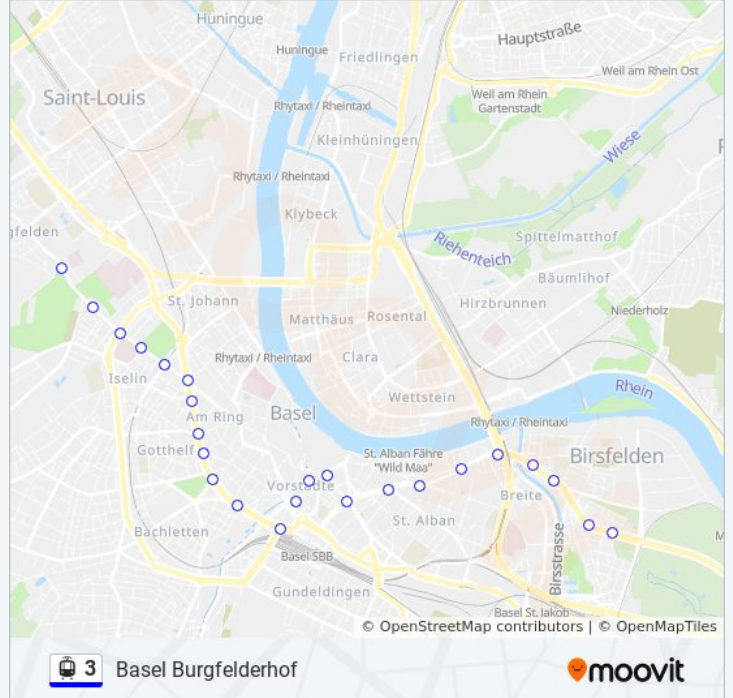 Huningue
Hauptstraße
Huningue
Friedlingen
Weil am Rhein Ost
Saint-Louis
Weil am Rhein
Gartenstadt
Rhytaxi / Rheintaxi
Kleinhüningen
Wiese
Rhytaxi / Rheintaxi
Klybeck
gfelden
Riehenteich
Spittelmatthof
Bäumlihof
St. Johann
Hirzbrunnen
Niederholz
Matthäus
Rosental
Rhytaxi / Rheintaxi
Clara
Iselin
Rhein
Wettstein
Am Ring
Basel
Rhytaxi / Rheintaxi
Gotthelf
St. Alban Fähre
"Wild Maa"
Birsfelden
Vorstädte
Breite
St. Alban
Bachletten
Birsstrasse
M
Basel SBB
Gundeldingen
Basel St. Jakob
© OpenStreetMap contributors | © OpenMapTiles
3 Basel Burgfelderhof
moovit